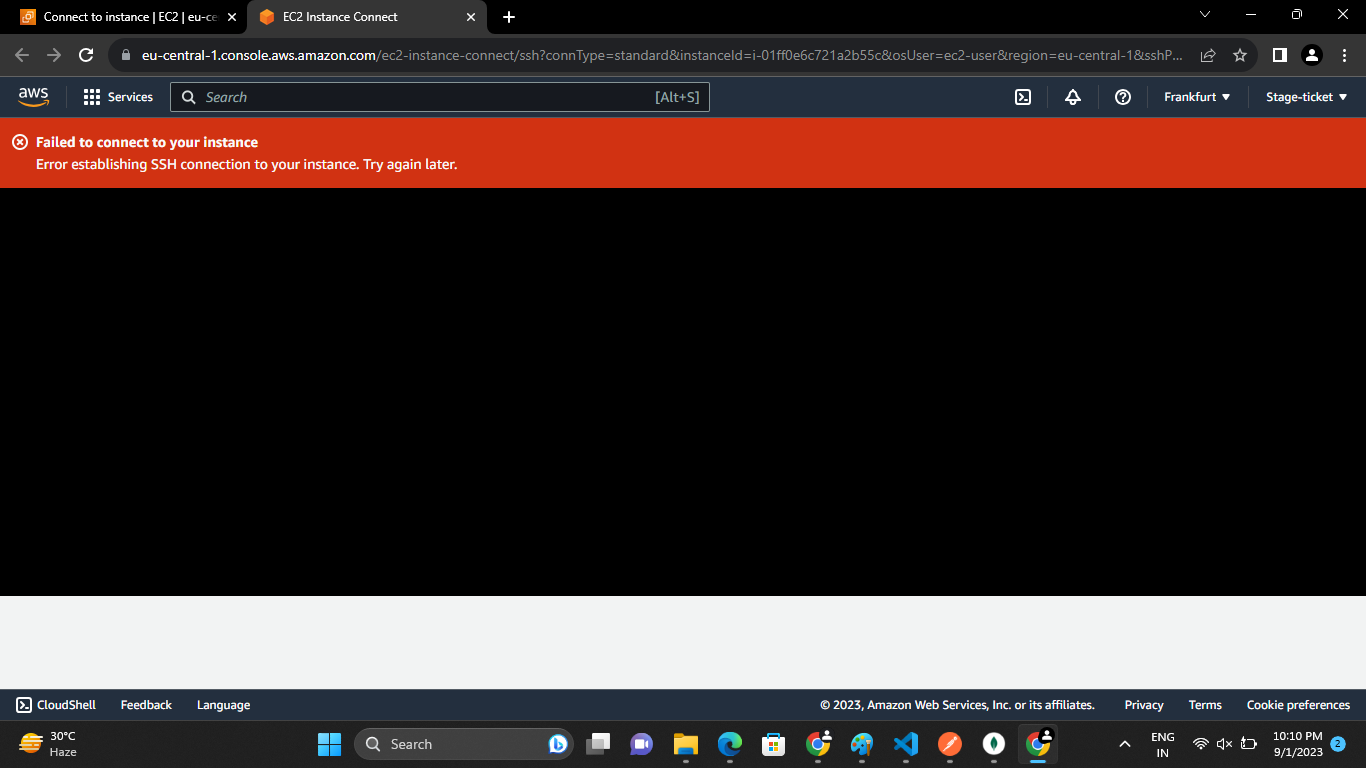 Connect to instance | EC2 | eu-ce
EC2 Instance Connect
eu-central-1.console.aws.amazon.com/ec2-instance-connect/ssh?connType=standard&instanceId=i-01ff0e6c721a2b55c&osUser=ec2-user&region=eu-central-1&sshP...
aws
Services
Search
[Alt+S]
Frankfurt
Stage-ticket
Failed to connect to your instance
Error establishing SSH connection to your instance. Try again later.
CloudShell
Feedback
Language
© 2023, Amazon Web Services, Inc. or its affiliates.
Privacy
Terms
Cookie preferences
30°C
Haze
Search
ENG
IN
10:10 PM
9/1/2023
2